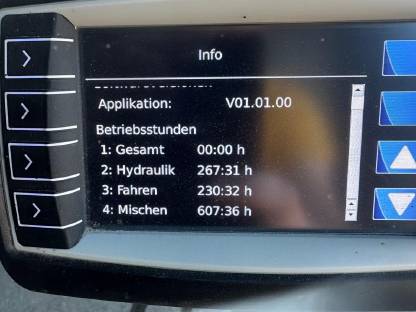 Info
Applikation: V01.01.00
Betriebsstunden
1: Gesamt 00:00 h
2: Hydraulik 267:31 h
3: Fahren 230:32 h
4: Mischen 607:36 h